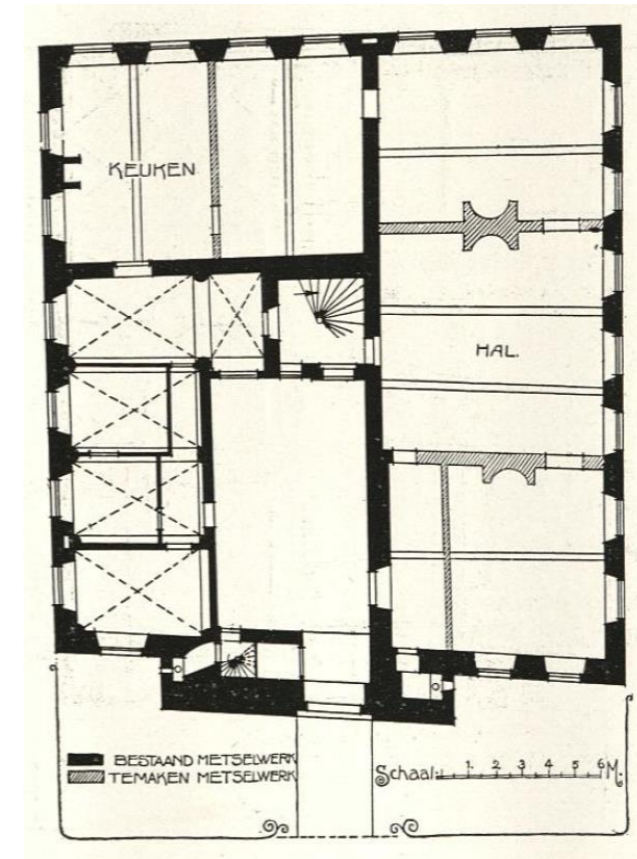 KEUKEN
HAL.
BESTAAND METSELWERK
TEMAKEN METSELWERK
Schaal: 1 2 3 4 5 6 M.